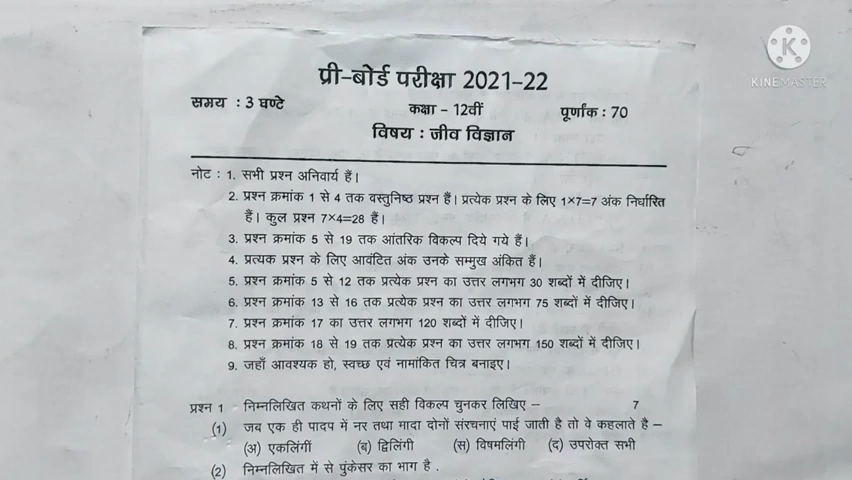 प्री-बोर्ड परीक्षा 2021-22
समय : 3 घण्टे कक्षा - 12वीं पूर्णांक : 70
विषय : जीव विज्ञान
नोट : 1. सभी प्रश्न अनिवार्य हैं।
2. प्रश्न क्रमांक 1 से 4 तक वस्तुनिष्ठ प्रश्न हैं। प्रत्येक प्रश्न के लिए 1×7=7 अंक निर्धारित
हैं। कुल प्रश्न 7×4=28 हैं।
3. प्रश्न क्रमांक 5 से 19 तक आंतरिक विकल्प दिये गये हैं।
4. प्रत्यक प्रश्न के लिए आवंटित अंक उनके सम्मुख अंकित हैं।
5. प्रश्न क्रमांक 5 से 12 तक प्रत्येक प्रश्न का उत्तर लगभग 30 शब्दों में दीजिए।
6. प्रश्न क्रमांक 13 से 16 तक प्रत्येक प्रश्न का उत्तर लगभग 75 शब्दों में दीजिए।
7. प्रश्न क्रमांक 17 का उत्तर लगभग 120 शब्दों में दीजिए।
8. प्रश्न क्रमांक 18 से 19 तक प्रत्येक प्रश्न का उत्तर लगभग 150 शब्दों में दीजिए।
9. जहाँ आवश्यक हो, स्वच्छ एवं नामांकित चित्र बनाइए।
प्रश्न 1 निम्नलिखित कथनों के लिए सही विकल्प चुनकर लिखिए – 7
(1) जब एक ही पादप में नर तथा मादा दोनों संरचनाएं पाई जाती है तो वे कहलाते है –
(अ) एकलिंगीं (ब) द्विलिंगी (स) विषमलिंगी (द) उपरोक्त सभी
(2) निम्नलिखित में से पुंकेसर का भाग है .
K
KINEMASTER